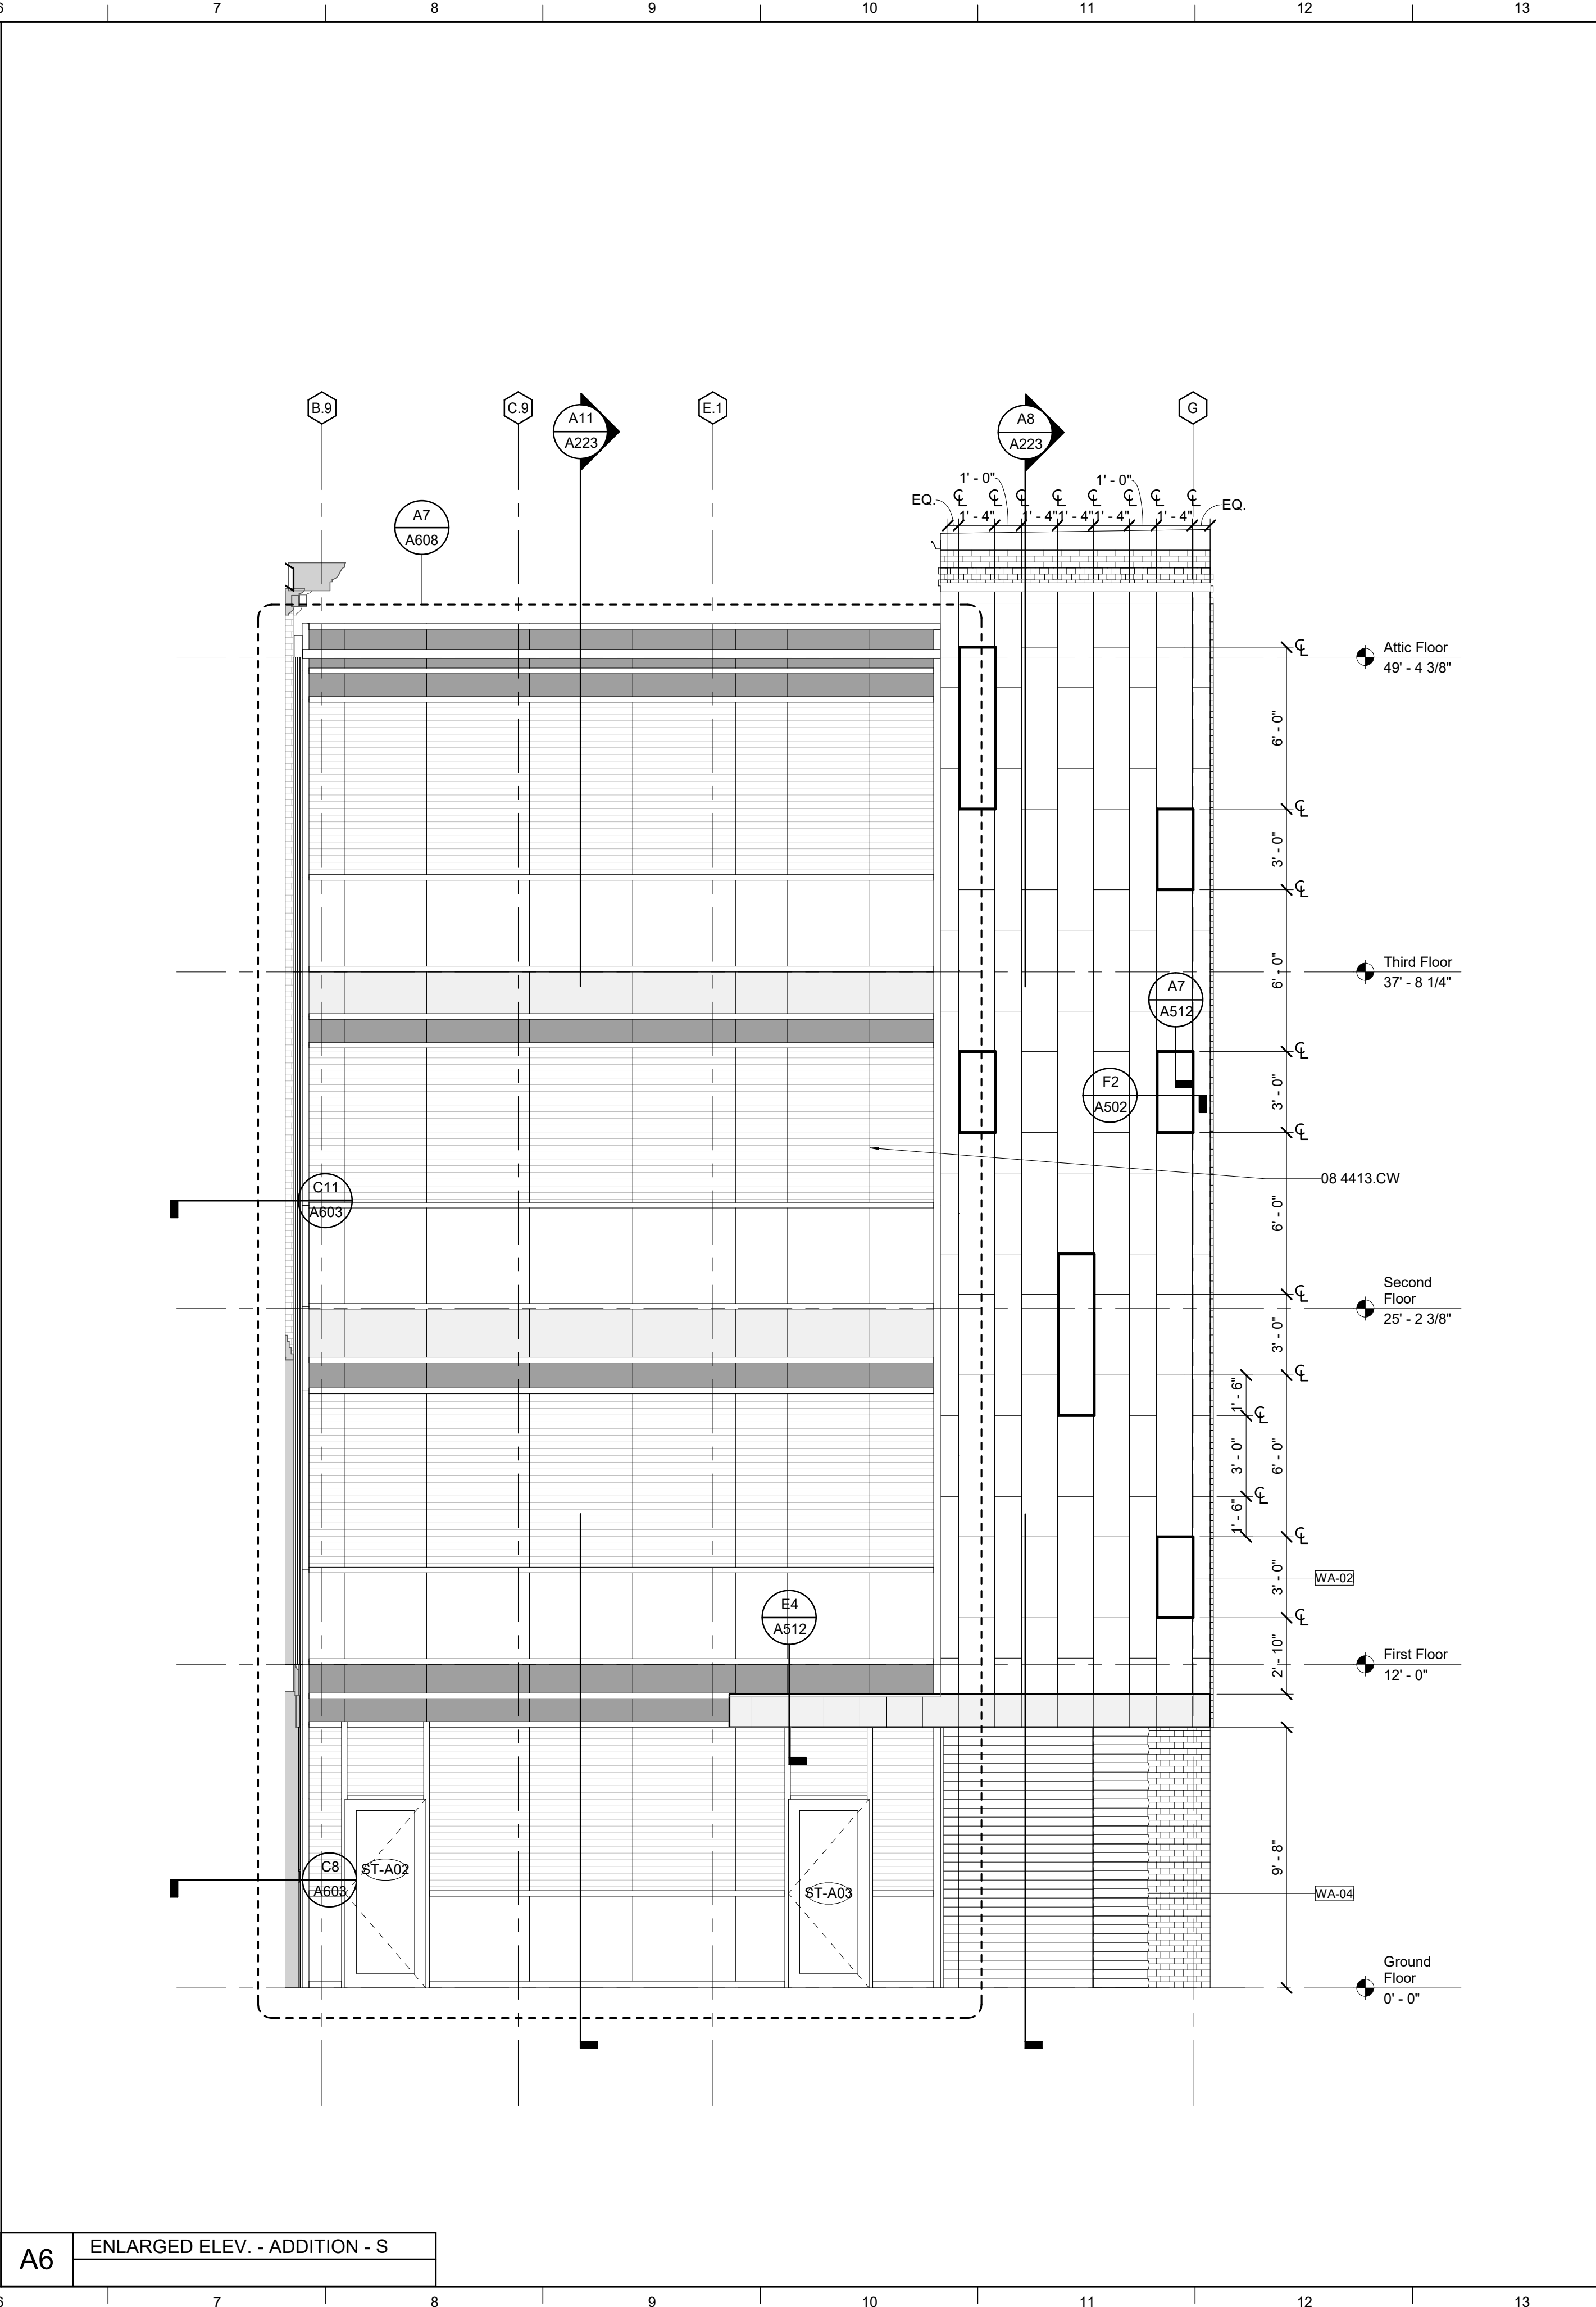 6
7
8
9
10
11
12
13
B.9
C.9
E.1
G
A11
A223
A8
A223
A7
A608
1' - 0"
1' - 0"
EQ.
EQ.
℄ ℄ ℄ ℄ ℄ ℄ ℄ ℄
1' - 4"
1' - 4"
1' - 4"
1' - 4"
1' - 4"
℄
Attic Floor
49' - 4 3/8"
6' - 0"
℄
3' - 0"
℄
6' - 0"
Third Floor
37' - 8 1/4"
A7
A512
℄
F2
A502
3' - 0"
℄
08 4413.CW
C11
A603
6' - 0"
℄
Second
Floor
25' - 2 3/8"
3' - 0"
℄
1' - 6"
℄
3' - 0"
6' - 0"
℄
1' - 6"
℄
WA-02
3' - 0"
E4
A512
℄
2' - 10"
First Floor
12' - 0"
9' - 8"
C8
A603
ST-A02
ST-A03
WA-04
Ground
Floor
0' - 0"
A6
ENLARGED ELEV. - ADDITION - S
6
7
8
9
10
11
12
13